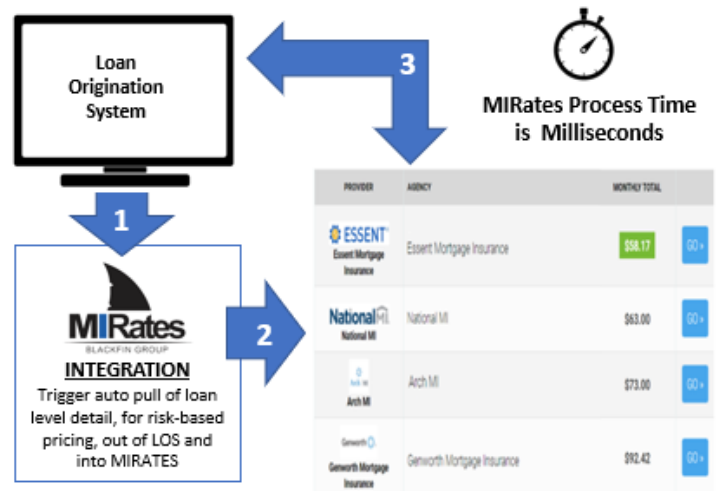 Loan
Origination
System
3
MIRates Process Time
is Milliseconds
1
MIRates
BLACKFIN GROUP
INTEGRATION
Trigger auto pull of loan
level detail, for risk-based
pricing, out of LOS and
into MIRATES
2
PROVIDER AGENCY MONTHLY TOTAL
ESSENT
Essent Mortgage
Insurance
Essent Mortgage Insurance $58.17 GO »
NationalMI
National MI
National MI $63.00 GO »
Arch MI
Arch MI $73.00 GO »
Genworth
Genworth Mortgage
Insurance
Genworth Mortgage Insurance $92.42 GO »